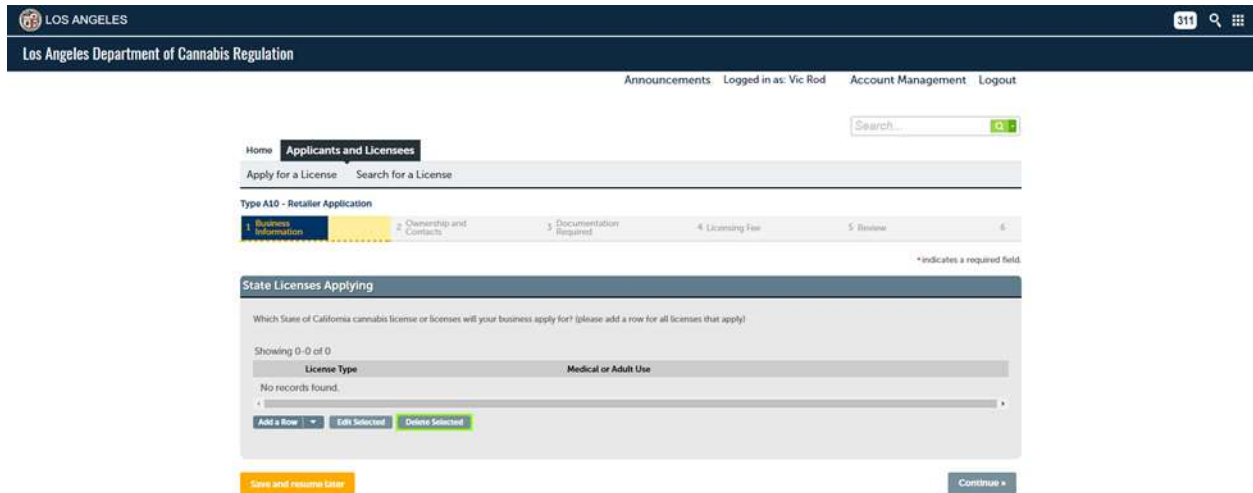 LOS ANGELES
311
Los Angeles Department of Cannabis Regulation
Announcements Logged in as: Vic Rod Account Management Logout
Search...
Home Applicants and Licensees
Apply for a License Search for a License
Type A10 - Retailer Application
1 Business Information 2 Ownership and Contacts 3 Documentation Required 4 Licensing Fee 5 Review 6
* indicates a required field.
State Licenses Applying
Which State of California cannabis license or licenses will your business apply for? (please add a row for all licenses that apply)
Showing 0-0 of 0
License Type Medical or Adult Use
No records found.
Add a Row Edit Selected Delete Selected
Save and resume later Continue »